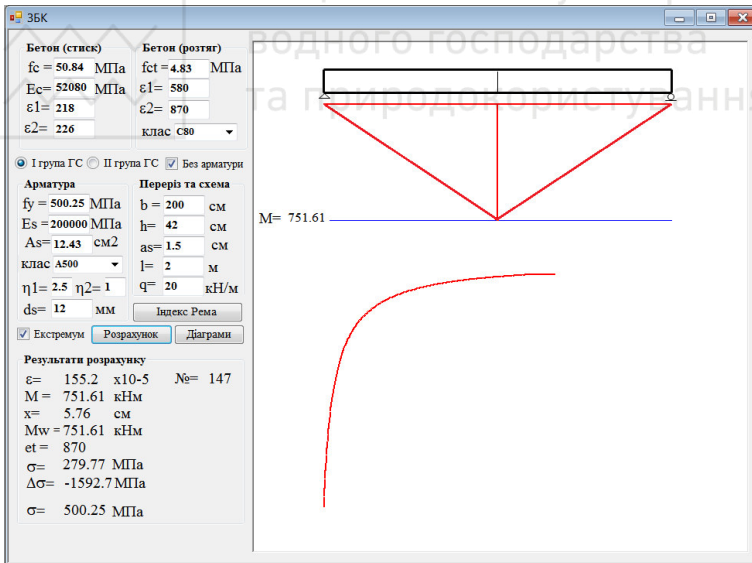 ЗБК
водного господарства
та природокористування
Бетон (стиск)
fc = 50.84 МПа
Ec= 52080 МПа
ε1= 218
ε2= 226
Бетон (розтяг)
fct = 4.83 МПа
ε1= 580
ε2= 870
клас C80
І група ГС ІІ група ГС Без арматури
Арматура
fy = 500.25 МПа
Es = 200000 МПа
As= 12.43 см2
клас A500
η1= 2.5 η2= 1
ds= 12 мм
Переріз та схема
b = 200 см
h= 42 см
as= 1.5 см
l= 2 м
q= 20 кН/м
Індекс Рема
Екстремум Розрахунок Діаграми
Результати розрахунку
ε= 155.2 x10-5 №= 147
M = 751.61 кНм
x= 5.76 см
Mw = 751.61 кНм
et = 870
σ= 279.77 МПа
Δσ= -1592.7 МПа
σ= 500.25 МПа
M= 751.61